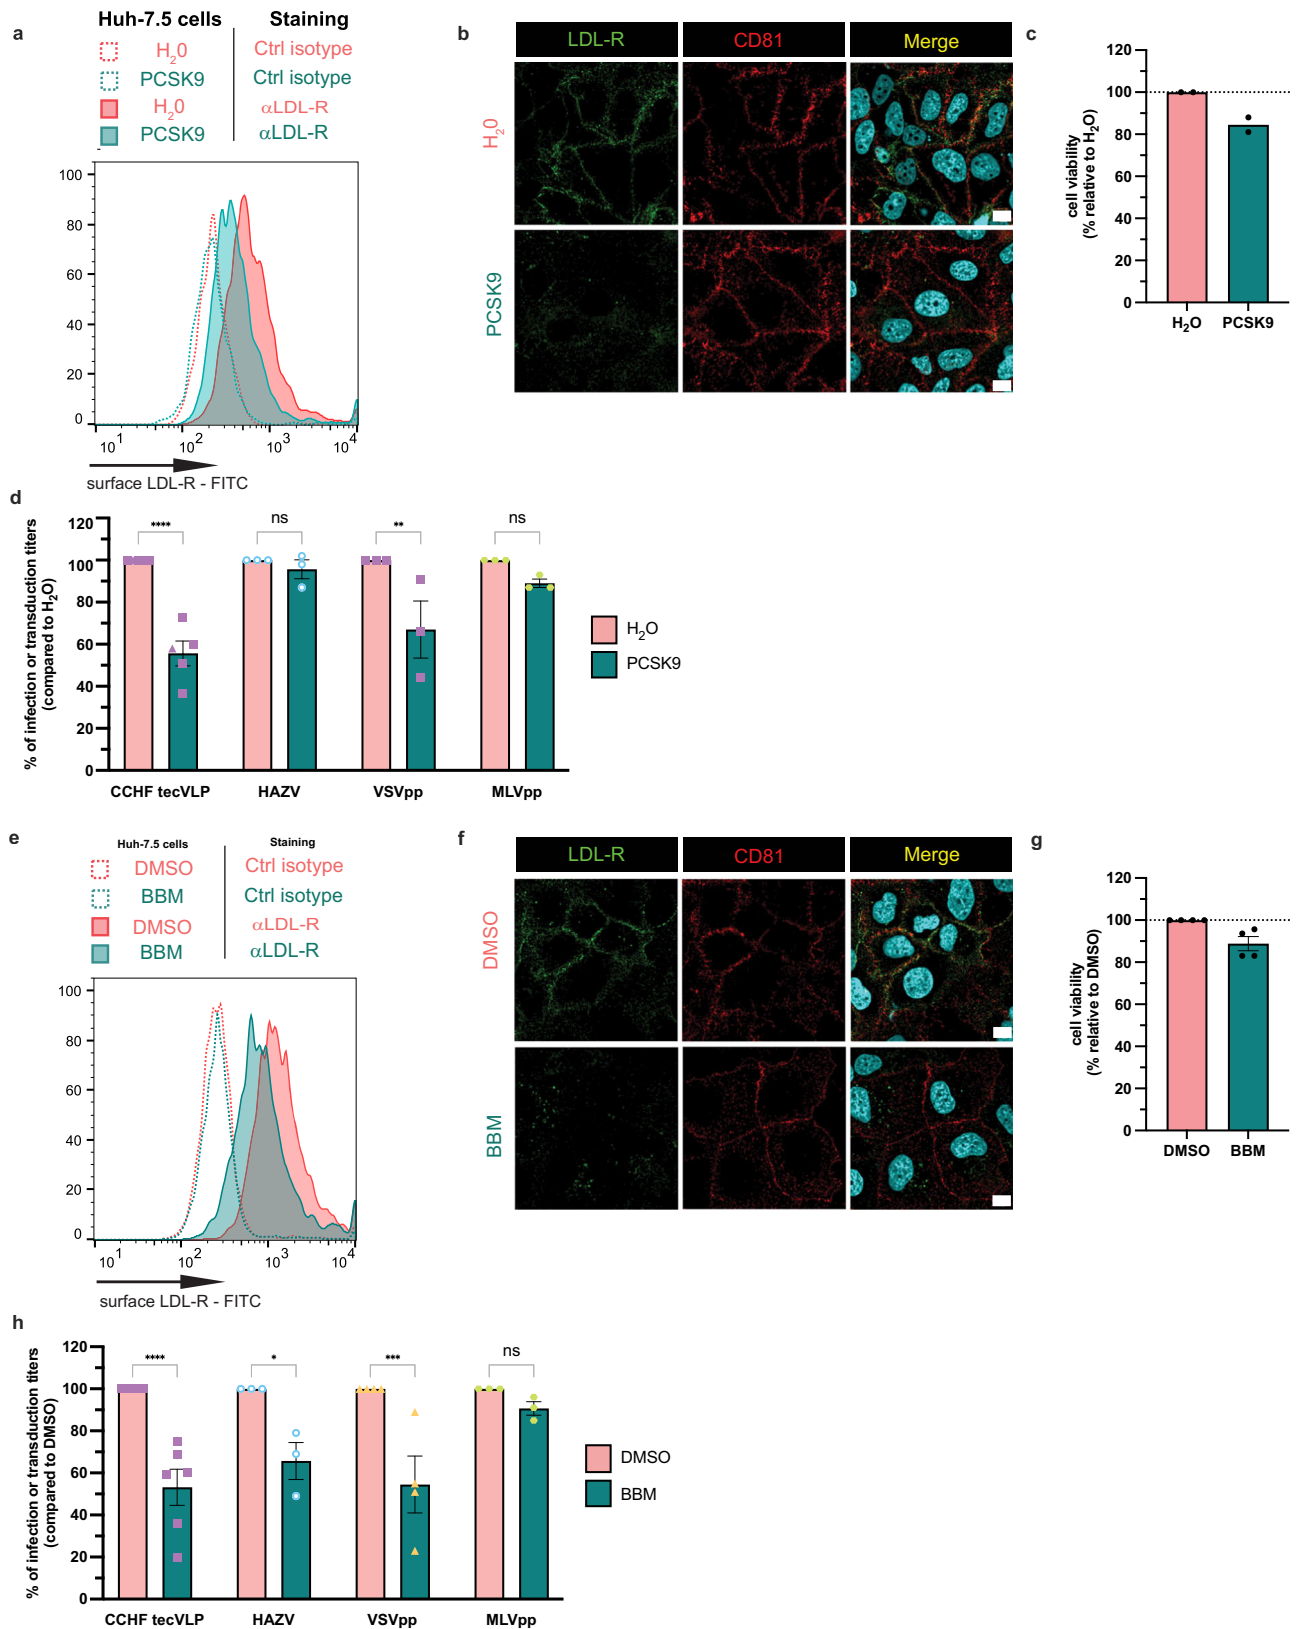 a
Huh-7.5 cells
Staining
H20
Ctrl isotype
PCSK9
Ctrl isotype
H20
αLDL-R
PCSK9
αLDL-R
100
80
60
40
20
0
10^1
10^2
10^3
10^4
surface LDL-R - FITC
b
LDL-R
CD81
Merge
H20
PCSK9
c
cell viability
(% relative to H2O)
120
100
80
60
40
20
0
H2O
PCSK9
d
% of infection or transduction titers
(compared to H2O)
120
100
80
60
40
20
0
****
ns
**
ns
CCHF tecVLP
HAZV
VSVpp
MLVpp
H2O
PCSK9
e
Huh-7.5 cells
Staining
DMSO
Ctrl isotype
BBM
Ctrl isotype
DMSO
αLDL-R
BBM
αLDL-R
100
80
60
40
20
0
10^1
10^2
10^3
10^4
surface LDL-R - FITC
f
LDL-R
CD81
Merge
DMSO
BBM
g
cell viability
(% relative to DMSO)
120
100
80
60
40
20
0
DMSO
BBM
h
% of infection or transduction titers
(compared to DMSO)
120
100
80
60
40
20
0
****
*
***
ns
CCHF tecVLP
HAZV
VSVpp
MLVpp
DMSO
BBM